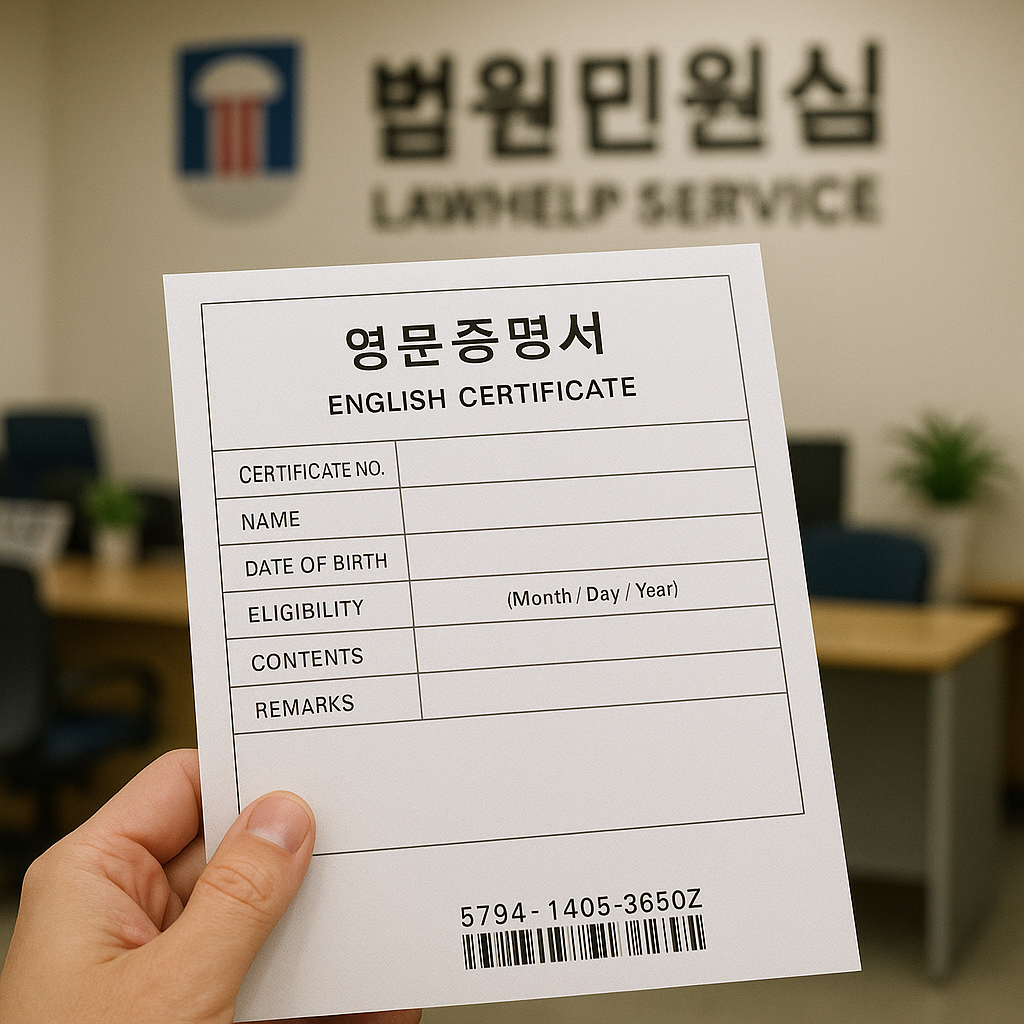 법원민원심
LAWHELP SERVICE
영문증명서
ENGLISH CERTIFICATE
CERTIFICATE NO.
NAME
DATE OF BIRTH
ELIGIBILITY (Month / Day / Year)
CONTENTS
REMARKS
5794-1405-3650Z